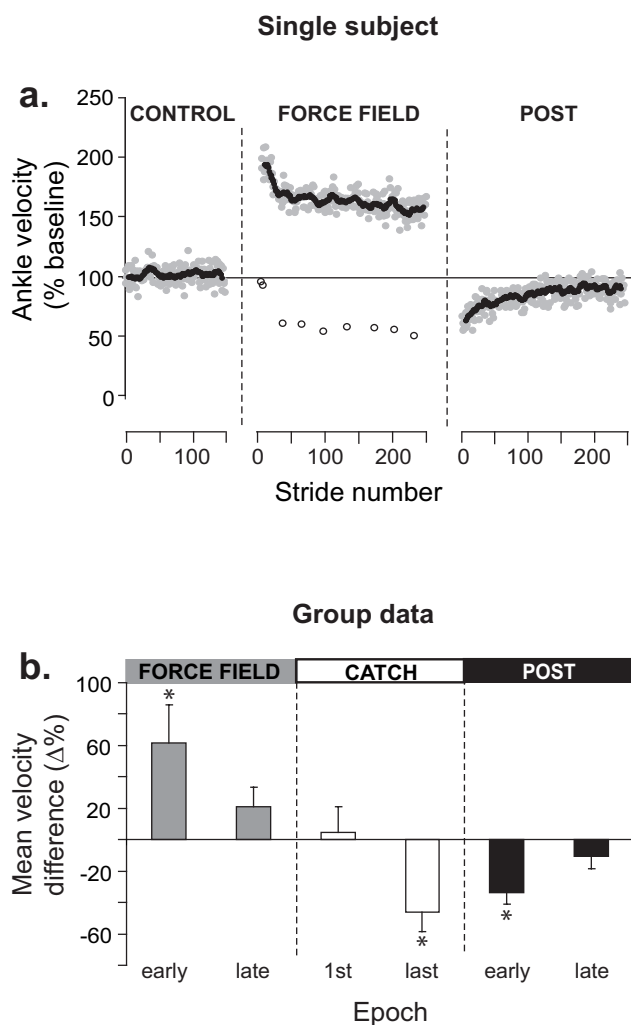 Single subject
a.
CONTROL FORCE FIELD POST
Ankle velocity
(% baseline)
250
200
150
100
50
0
0 100 0 100 200 0 100 200
Stride number
Group data
b.
FORCE FIELD CATCH POST
Mean velocity
difference (Δ%)
100
60
20
-20
-60
*
*
*
early late 1st last early late
Epoch